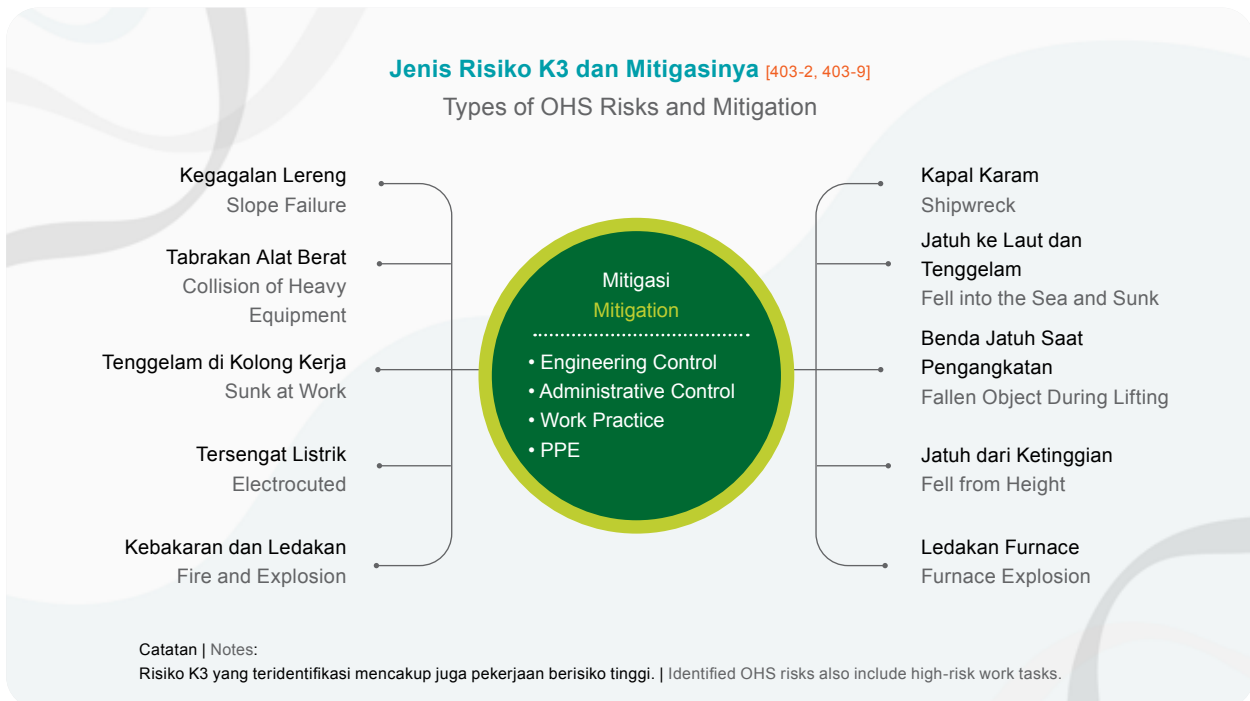 Jenis Risiko K3 dan Mitigasinya [403-2, 403-9]
Types of OHS Risks and Mitigation
Kegagalan Lereng
Slope Failure
Tabrakan Alat Berat
Collision of Heavy
Equipment
Tenggelam di Kolong Kerja
Sunk at Work
Tersengat Listrik
Electrocuted
Kebakaran dan Ledakan
Fire and Explosion
Mitigasi
Mitigation
• Engineering Control
• Administrative Control
• Work Practice
• PPE
Kapal Karam
Shipwreck
Jatuh ke Laut dan
Tenggelam
Fell into the Sea and Sunk
Benda Jatuh Saat
Pengangkatan
Fallen Object During Lifting
Jatuh dari Ketinggian
Fell from Height
Ledakan Furnace
Furnace Explosion
Catatan | Notes:
Risiko K3 yang teridentifikasi mencakup juga pekerjaan berisiko tinggi. | Identified OHS risks also include high-risk work tasks.